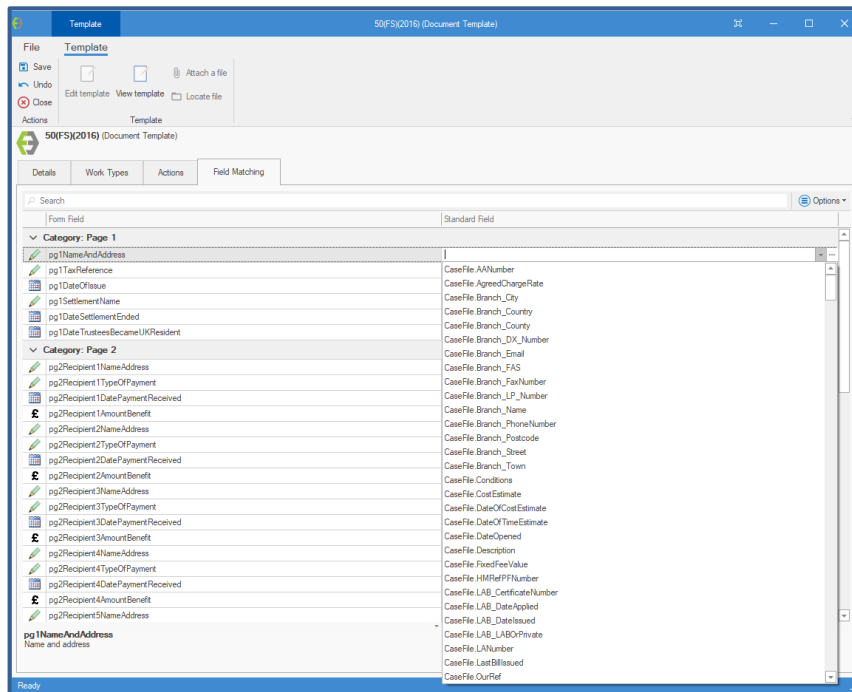 Template
50(FS)(2016) (Document Template)
File Template
Save
Undo
Close
Edit template View template
Attach a file
Locate file
Actions Template
50(FS)(2016) (Document Template)
Details Work Types Actions Field Matching
Search Options
Form Field Standard Field
Category: Page 1
pg1NameAndAddress
pg1TaxReference
pg1DateOfIssue
pg1SettlementName
pg1DateSettlementEnded
pg1DateTrusteesBecameUKResident
Category: Page 2
pg2Recipient1NameAddress
pg2Recipient1TypeOfPayment
pg2Recipient1DatePaymentReceived
£ pg2Recipient1AmountBenefit
pg2Recipient2NameAddress
pg2Recipient2TypeOfPayment
pg2Recipient2DatePaymentReceived
£ pg2Recipient2AmountBenefit
pg2Recipient3NameAddress
pg2Recipient3TypeOfPayment
pg2Recipient3DatePaymentReceived
£ pg2Recipient3AmountBenefit
pg2Recipient4NameAddress
pg2Recipient4TypeOfPayment
pg2Recipient4DatePaymentReceived
£ pg2Recipient4AmountBenefit
pg2Recipient5NameAddress
CaseFile.AANumber
CaseFile.AgreedChargeRate
CaseFile.Branch_City
CaseFile.Branch_Country
CaseFile.Branch_County
CaseFile.Branch_DX_Number
CaseFile.Branch_Email
CaseFile.Branch_FAS
CaseFile.Branch_FaxNumber
CaseFile.Branch_LP_Number
CaseFile.Branch_Name
CaseFile.Branch_PhoneNumber
CaseFile.Branch_Postcode
CaseFile.Branch_Street
CaseFile.Branch_Town
CaseFile.Conditions
CaseFile.CostEstimate
CaseFile.DateOfCostEstimate
CaseFile.DateOfTimeEstimate
CaseFile.DateOpened
CaseFile.Description
CaseFile.FixedFeeValue
CaseFile.HMRefPFNumber
CaseFile.LAB_CertificateNumber
CaseFile.LAB_DateApplied
CaseFile.LAB_DateIssued
CaseFile.LAB_LABOrPrivate
CaseFile.LANumber
CaseFile.LastBillIssued
CaseFile.OurRef
pg1NameAndAddress
Name and address
Ready